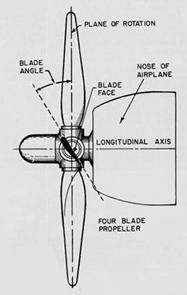 PLANE OF ROTATION
BLADE
ANGLE
NOSE OF
AIRPLANE
BLADE
FACE
LONGITUDINAL AXIS
FOUR BLADE
PROPELLER